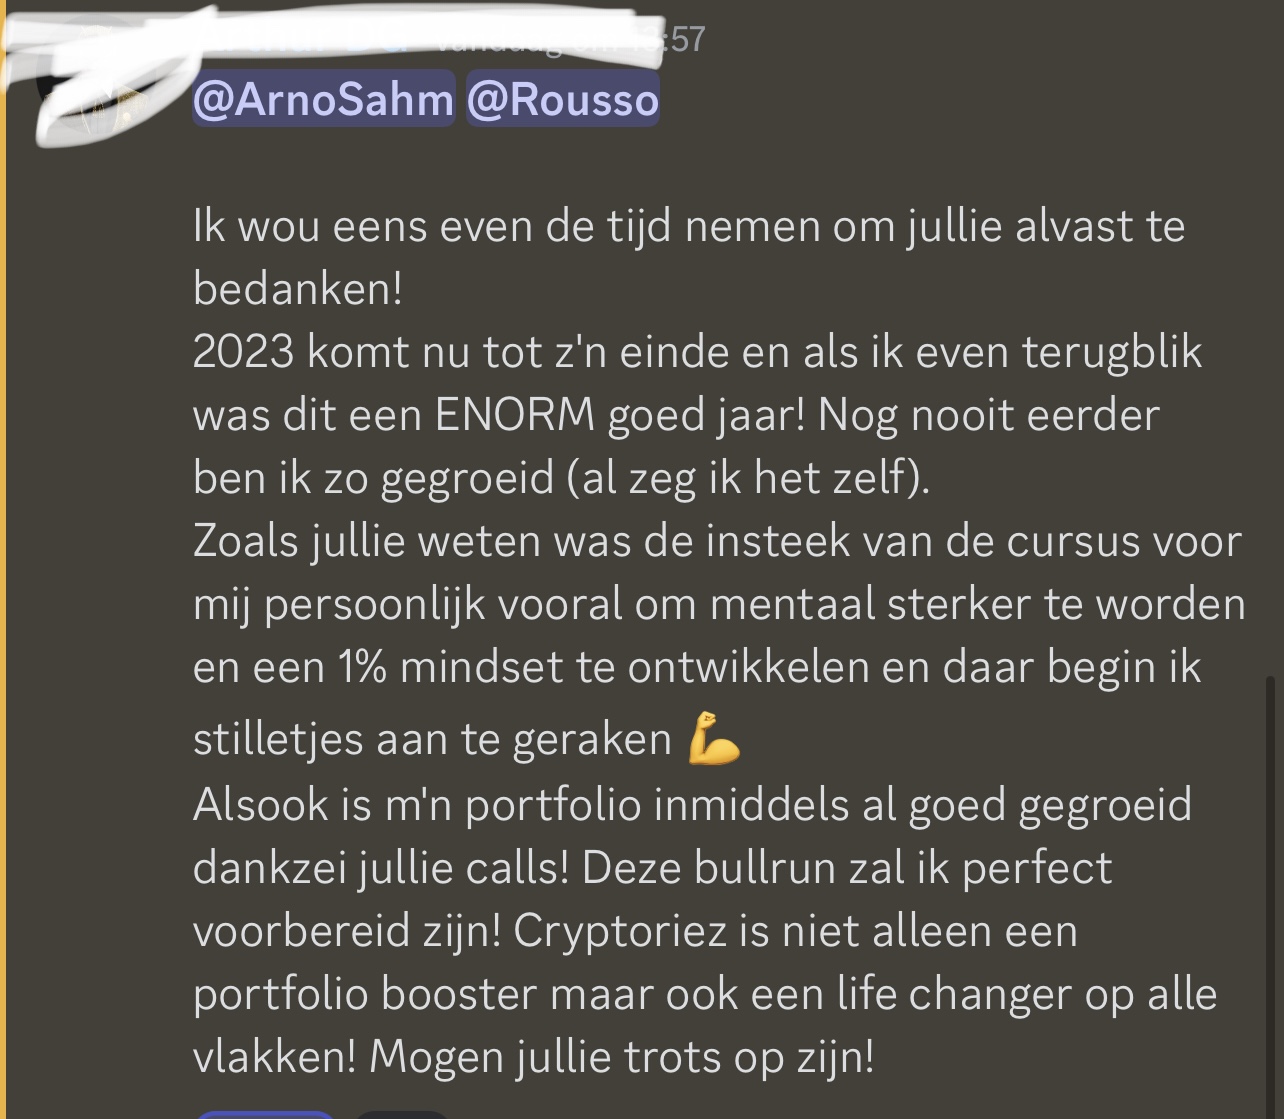 :57
@ArnoSahm @Rousso
Ik wou eens even de tijd nemen om jullie alvast te
bedanken!
2023 komt nu tot z'n einde en als ik even terugblik
was dit een ENORM goed jaar! Nog nooit eerder
ben ik zo gegroeid (al zeg ik het zelf).
Zoals jullie weten was de insteek van de cursus voor
mij persoonlijk vooral om mentaal sterker te worden
en een 1% mindset te ontwikkelen en daar begin ik
stilletjes aan te geraken 💪
Alsook is m'n portfolio inmiddels al goed gegroeid
dankzei jullie calls! Deze bullrun zal ik perfect
voorbereid zijn! Cryptoriez is niet alleen een
portfolio booster maar ook een life changer op alle
vlakken! Mogen jullie trots op zijn!